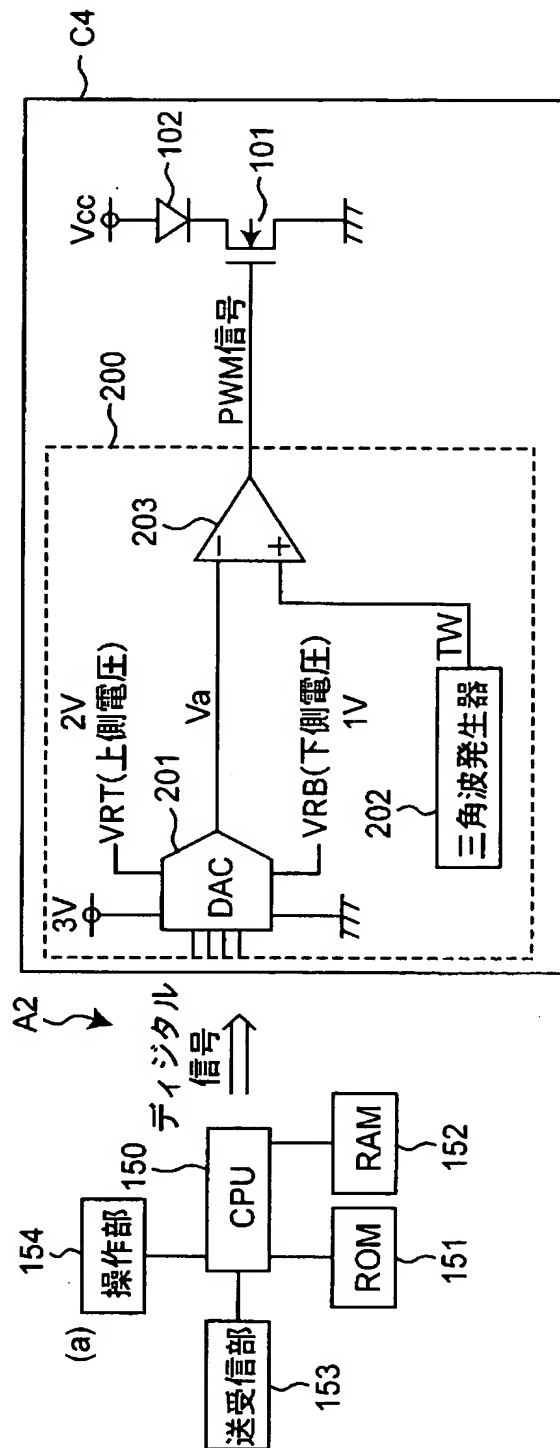 (a)
A2
C4
154
操作部
150
CPU
153
送受信部
ROM
151
RAM
152
ディジタル
信号
200
3V
2V
VRT(上側電圧)
201
DAC
Va
VRB(下側電圧)
1V
203
−
+
202
三角波発生器
TW
PWM信号
Vcc
102
101